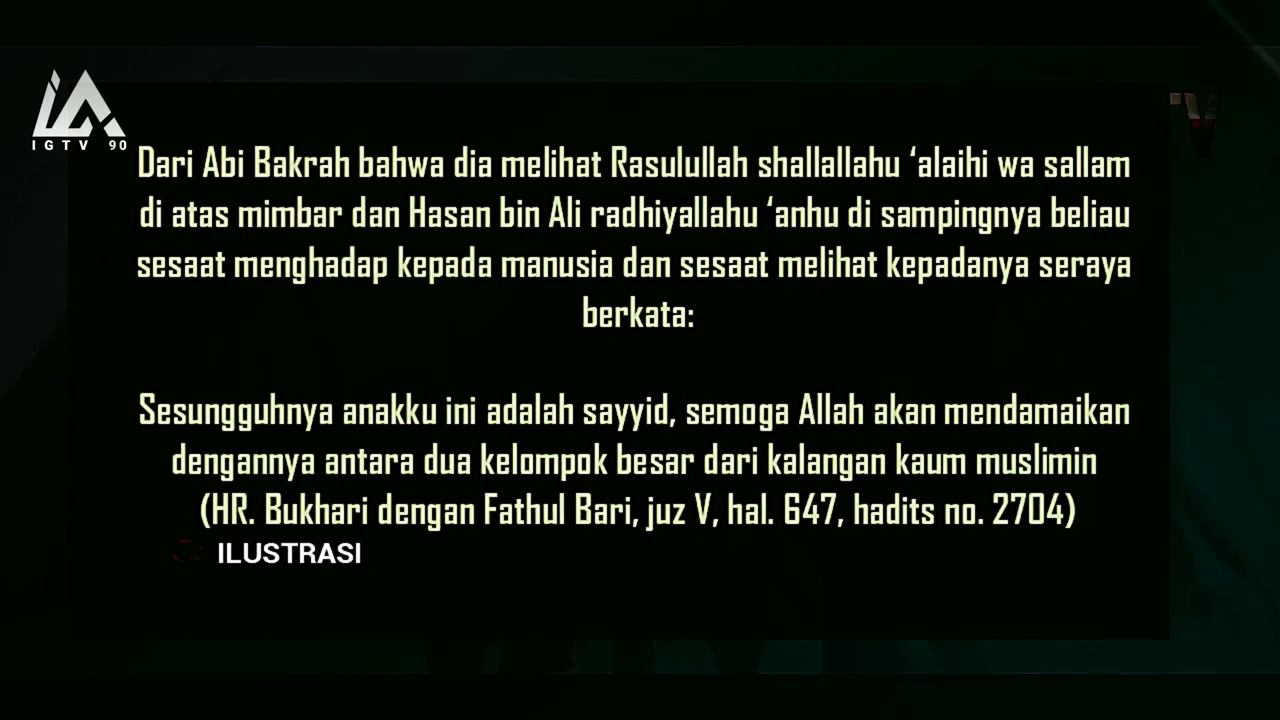 IA
IGTV 90
TV
Dari Abi Bakrah bahwa dia melihat Rasulullah shallallahu ‘alaihi wa sallam
di atas mimbar dan Hasan bin Ali radhiyallahu ‘anhu di sampingnya beliau
sesaat menghadap kepada manusia dan sesaat melihat kepadanya seraya
berkata:
Sesungguhnya anakku ini adalah sayyid, semoga Allah akan mendamaikan
dengannya antara dua kelompok besar dari kalangan kaum muslimin
(HR. Bukhari dengan Fathul Bari, juz V, hal. 647, hadits no. 2704)
ILUSTRASI